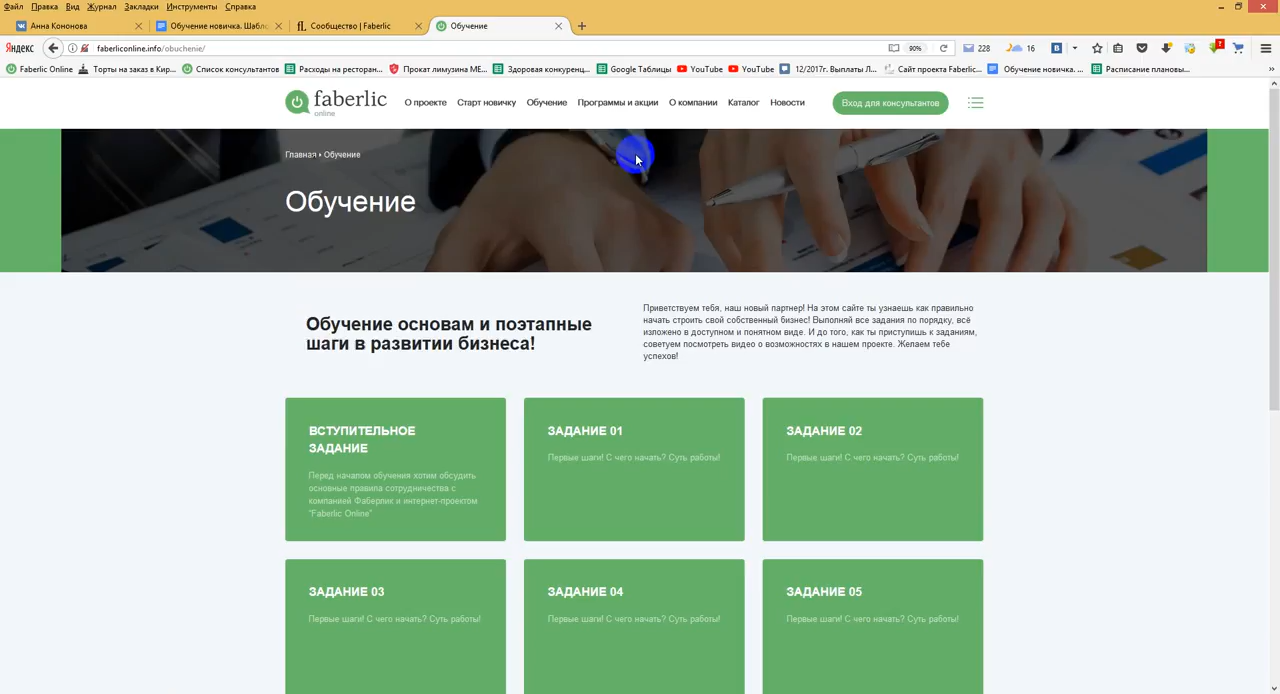 Файл Правка Вид Журнал Закладки Инструменты Справка
Анна Кононова
Обучение новичка. Шабло
Сообщество | Faberlic
Обучение
Яндекс
faberliconline.info/obuchenie/
90%
228
16
Faberlic Online
Торты на заказ в Кир...
Список консультантов
Расходы на ресторан...
Прокат лимузина ME...
Здоровая конкуренц...
Google Таблицы
YouTube
YouTube
12/2017г. Выплаты Л...
Сайт проекта Faberlic...
Обучение новичка. ...
Расписание плановы...
faberlic
online
О проекте
Старт новичку
Обучение
Программы и акции
О компании
Каталог
Новости
Вход для консультантов
Главная › Обучение
Обучение
Обучение основам и поэтапные
шаги в развитии бизнеса!
Приветствуем тебя, наш новый партнер! На этом сайте ты узнаешь как правильно
начать строить свой собственный бизнес! Выполняй все задания по порядку, всё
изложено в доступном и понятном виде. И до того, как ты приступишь к заданиям,
советуем посмотреть видео о возможностях в нашем проекте. Желаем тебе
успехов!
ВСТУПИТЕЛЬНОЕ
ЗАДАНИЕ
Перед началом обучения хотим обсудить
основные правила сотрудничества с
компанией Фаберлик и интернет-проектом
"Faberlic Online"
ЗАДАНИЕ 01
Первые шаги! С чего начать? Суть работы!
ЗАДАНИЕ 02
Первые шаги! С чего начать? Суть работы!
ЗАДАНИЕ 03
Первые шаги! С чего начать? Суть работы!
ЗАДАНИЕ 04
Первые шаги! С чего начать? Суть работы!
ЗАДАНИЕ 05
Первые шаги! С чего начать? Суть работы!